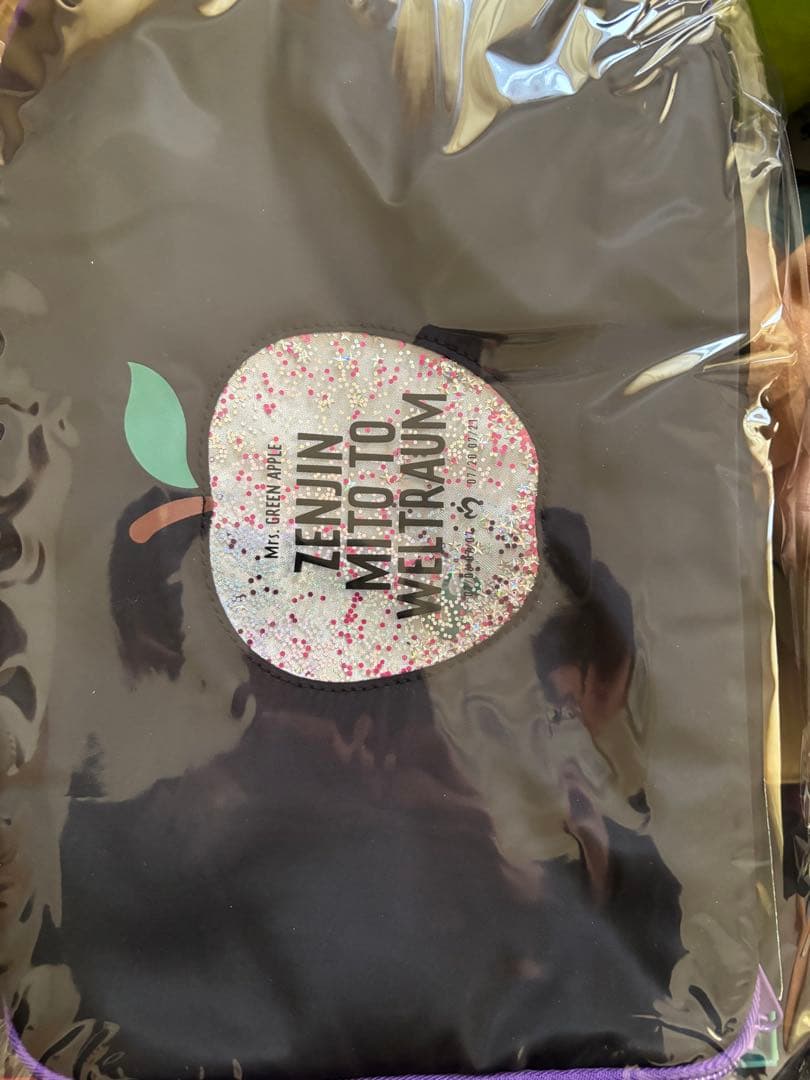 Mrs. GREEN APPLE
ZENJIN
MITO TO
WELTRAUM
07/20 07/21